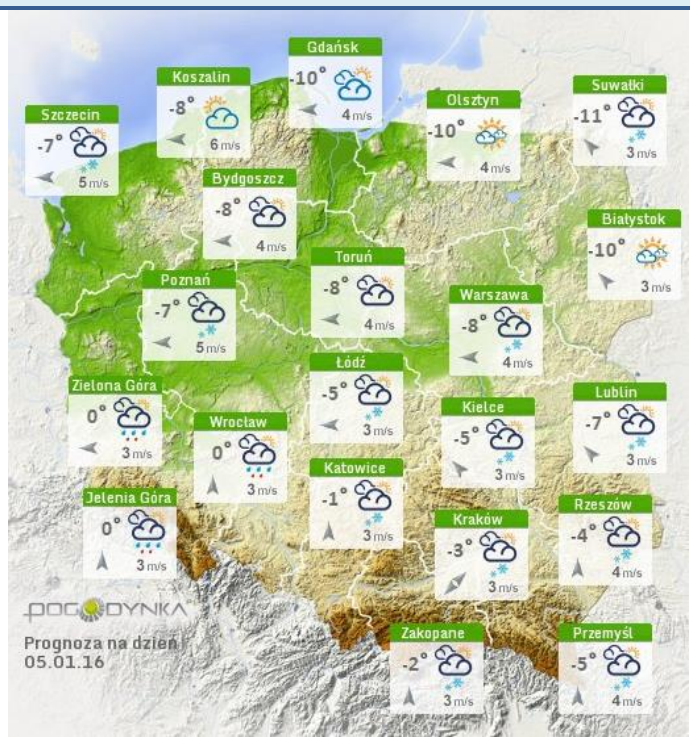 Gdańsk
-10°
4 m/s
Koszalin
-8°
6 m/s
Suwałki
-11°
3 m/s
Olsztyn
-10°
4 m/s
Szczecin
-7°
5 m/s
Bydgoszcz
-8°
4 m/s
Białystok
-10°
3 m/s
Toruń
-8°
4 m/s
Poznań
-7°
5 m/s
Warszawa
-8°
4 m/s
Łódź
-5°
3 m/s
Zielona Góra
0°
3 m/s
Lublin
-7°
3 m/s
Kielce
-5°
3 m/s
Wrocław
0°
3 m/s
Katowice
-1°
3 m/s
Jelenia Góra
0°
3 m/s
Rzeszów
-4°
4 m/s
Kraków
-3°
3 m/s
POGODYNKA
Prognoza na dzień
05.01.16
Zakopane
-2°
3 m/s
Przemyśl
-5°
4 m/s